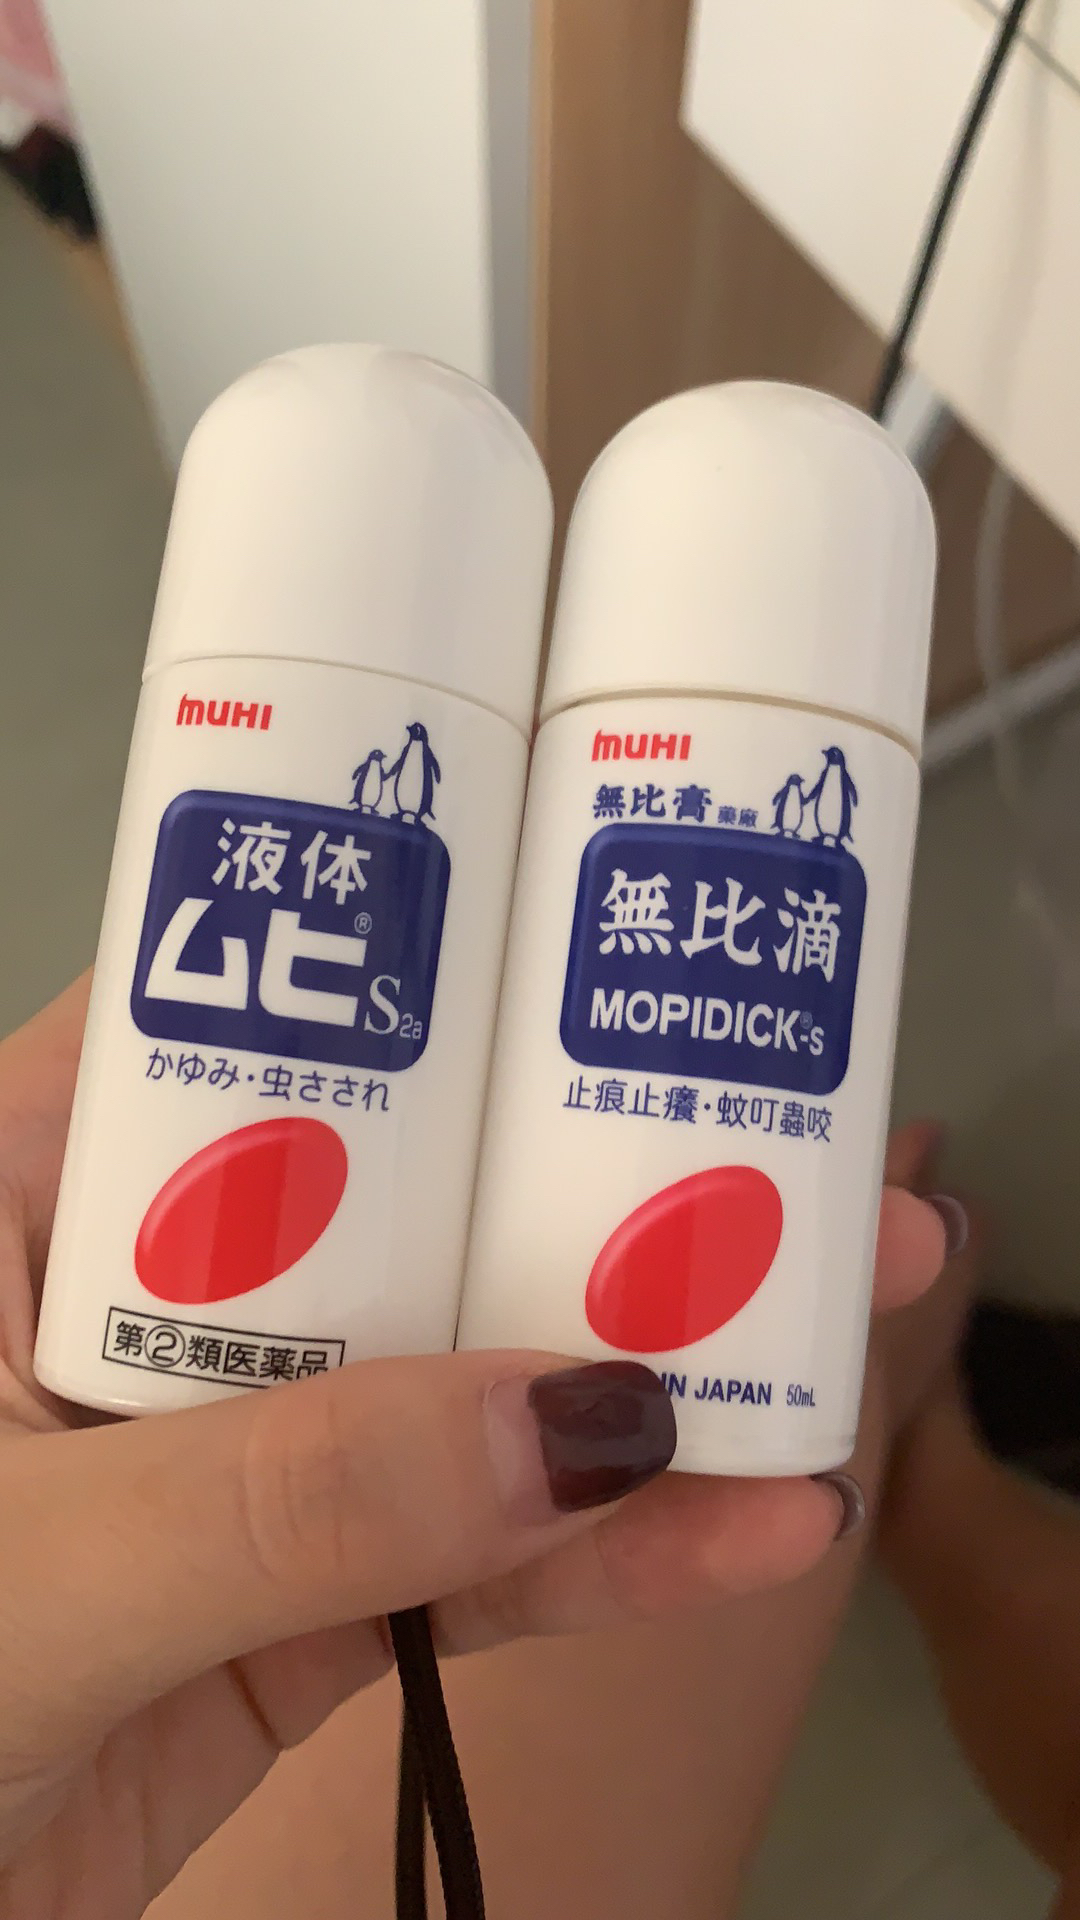 muhi
液体
ムヒ®S2a
かゆみ・虫さされ
第②類医薬品
muhi
無比膏 藥廠
無比滴
MOPIDICK®-s
止痕止癢・蚊叮蟲咬
IN JAPAN 50mL